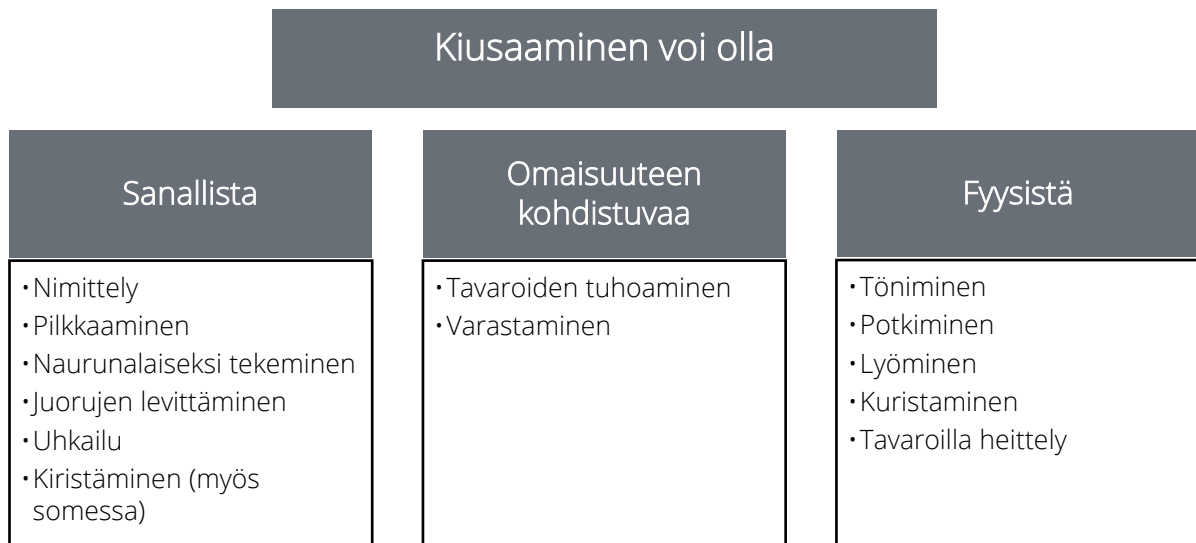 Kiusaaminen voi olla
Sanallista
·Nimittely
·Pilkkaaminen
·Naurunalaiseksi tekeminen
·Juorujen levittäminen
·Uhkailu
·Kiristäminen (myös
somessa)
Omaisuuteen
kohdistuvaa
·Tavaroiden tuhoaminen
·Varastaminen
Fyysistä
·Töniminen
·Potkiminen
·Lyöminen
·Kuristaminen
·Tavaroilla heittely